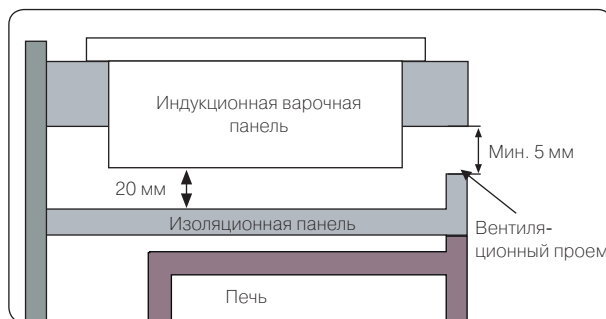 Индукционная варочная
панель
Мин. 5 мм
20 мм
Изоляционная панель
Вентиля-
ционный проем
Печь